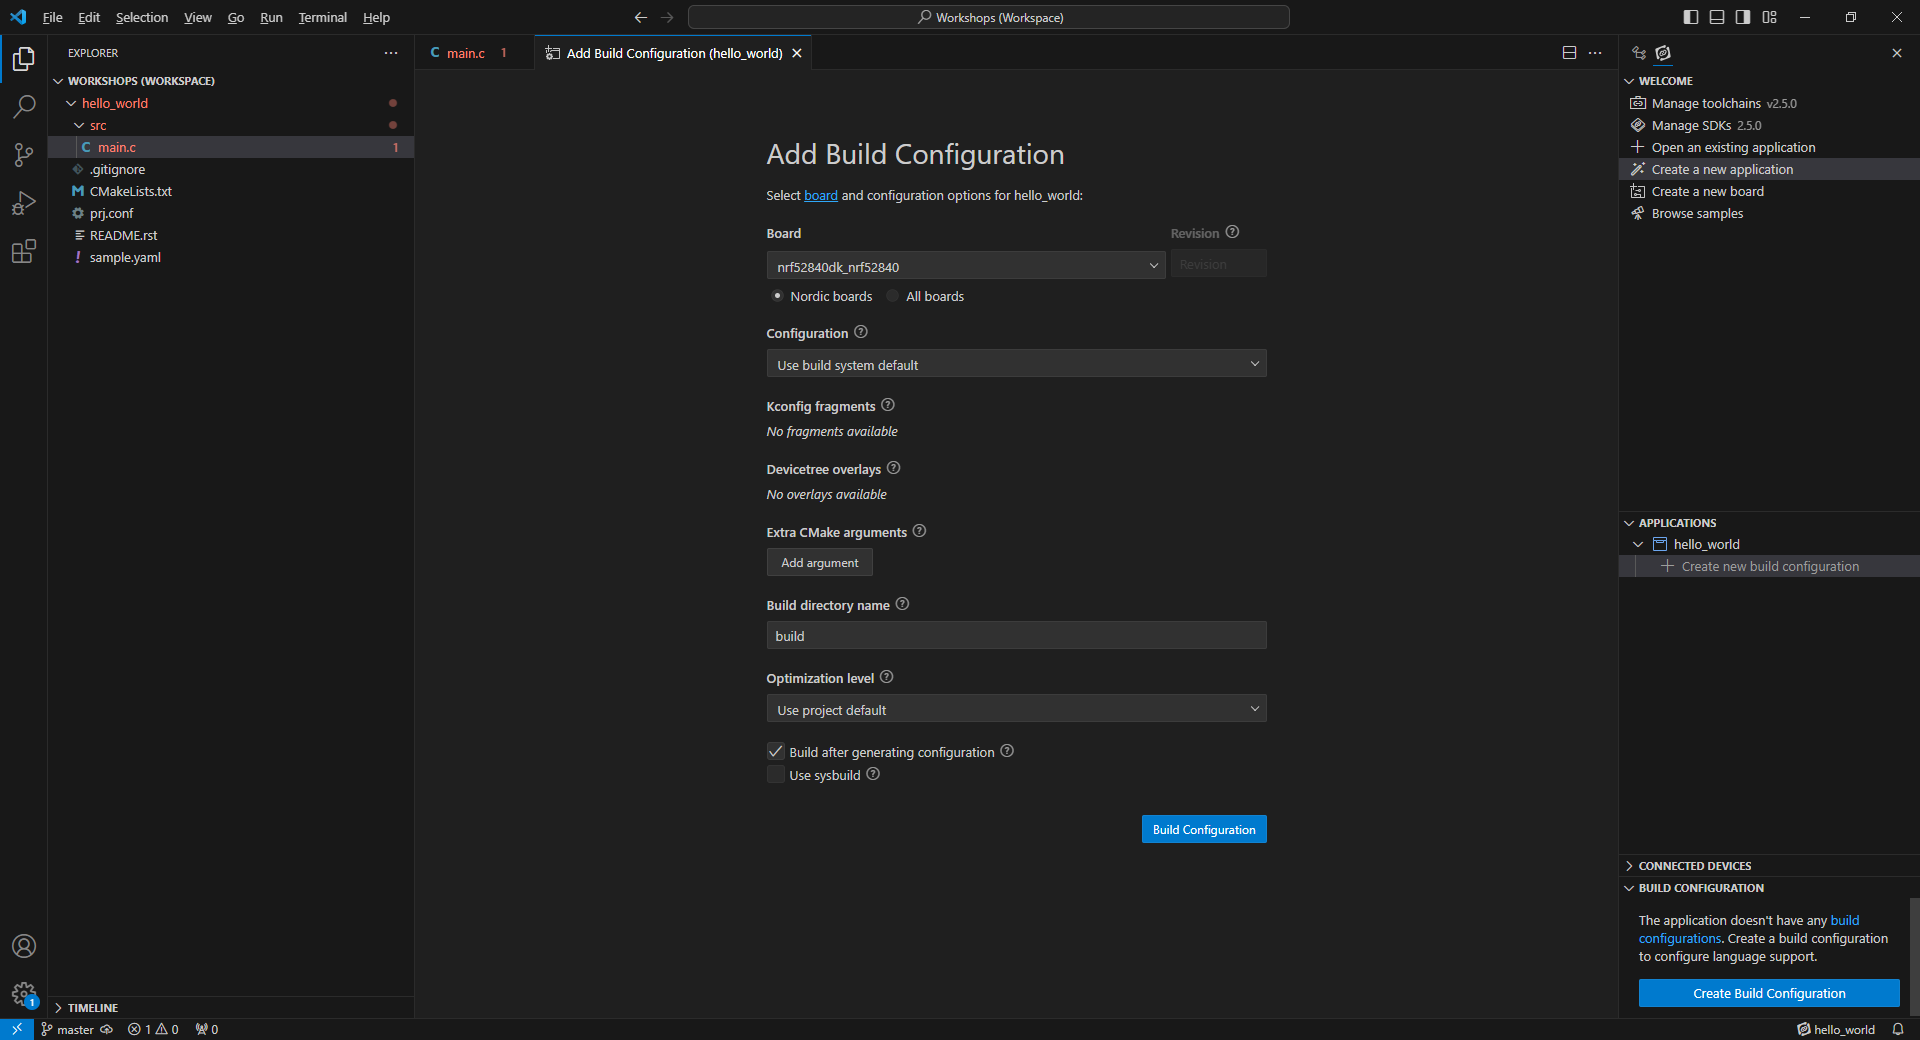 File Edit Selection View Go Run Terminal Help
Workshops (Workspace)
EXPLORER
WORKSHOPS (WORKSPACE)
hello_world
src
C main.c 1
.gitignore
M CMakeLists.txt
prj.conf
README.rst
! sample.yaml
TIMELINE
C main.c 1
Add Build Configuration (hello_world)
Add Build Configuration
Select board and configuration options for hello_world:
Board Revision
nrf52840dk_nrf52840 Revision
Nordic boards All boards
Configuration
Use build system default
Kconfig fragments
No fragments available
Devicetree overlays
No overlays available
Extra CMake arguments
Add argument
Build directory name
build
Optimization level
Use project default
Build after generating configuration
Use sysbuild
Build Configuration
WELCOME
Manage toolchains v2.5.0
Manage SDKs 2.5.0
Open an existing application
Create a new application
Create a new board
Browse samples
APPLICATIONS
hello_world
Create new build configuration
CONNECTED DEVICES
BUILD CONFIGURATION
The application doesn't have any build
configurations. Create a build configuration
to configure language support.
Create Build Configuration
1
master 1 0 0
hello_world